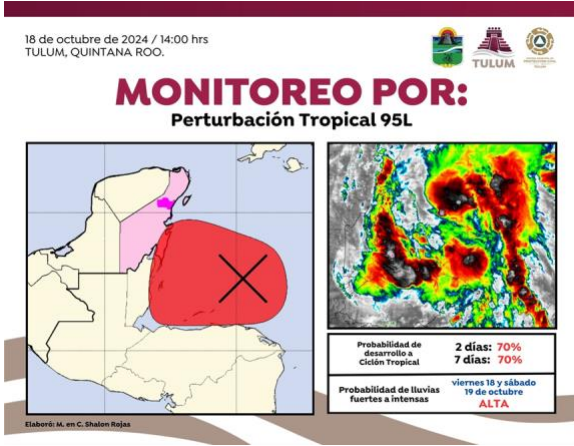 18 de octubre de 2024 / 14:00 hrs
TULUM, QUINTANA ROO.
TULUM
MONITOREO POR:
Perturbación Tropical 95L
Probabilidad de
desarrollo a
Ciclón Tropical
2 días: 70%
7 días: 70%
Probabilidad de lluvias
fuertes a intensas
viernes 18 y sábado
19 de octubre
ALTA
Elaboró: M. en C. Shalon Rojas